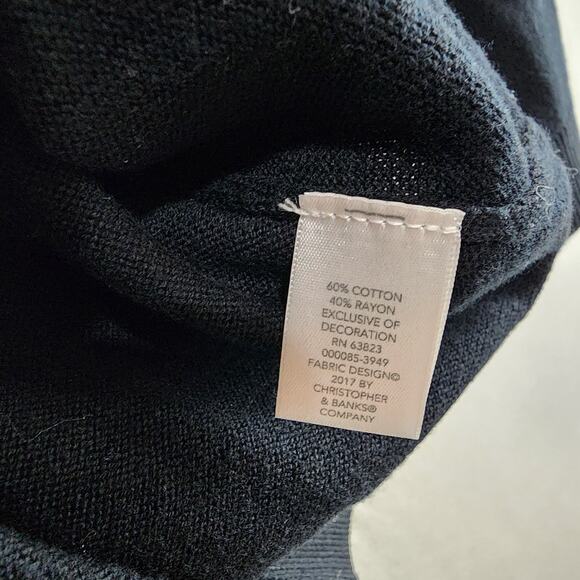 60% COTTON
40% RAYON
EXCLUSIVE OF
DECORATION
RN 63823
000085-3949
FABRIC DESIGN©
2017 BY
CHRISTOPHER
& BANKS®
COMPANY